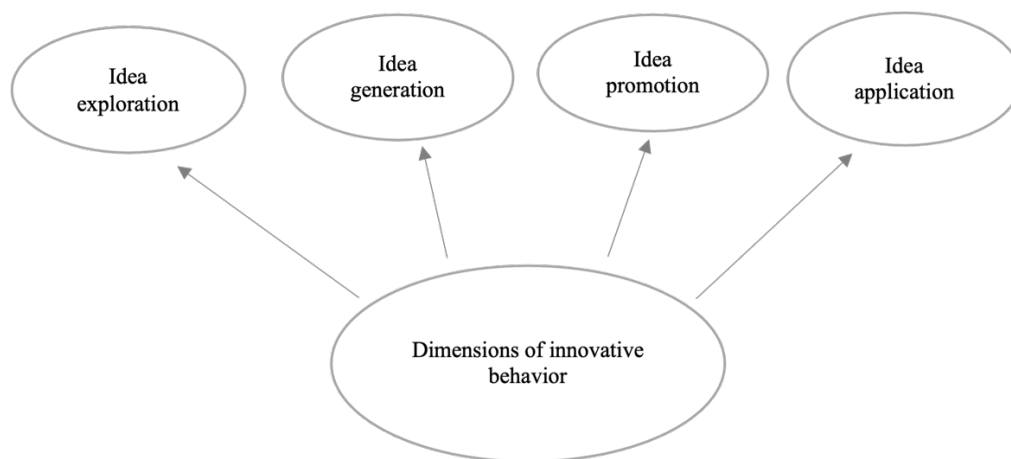 Idea
exploration
Idea
generation
Idea
promotion
Idea
application
Dimensions of innovative
behavior